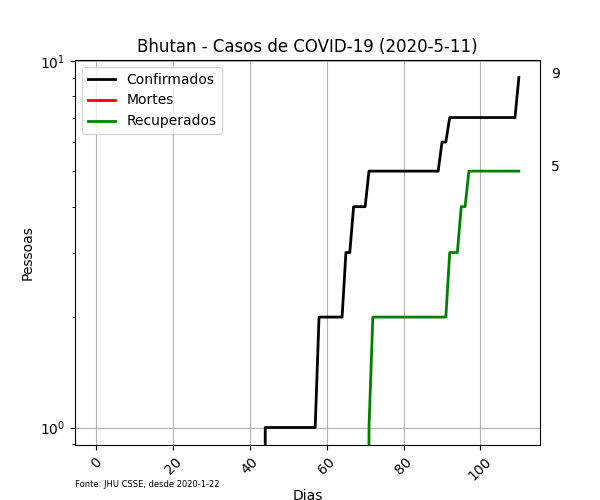 Bhutan - Casos de COVID-19 (2020-5-11)
10¹
9
Confirmados
Mortes
Recuperados
5
Pessoas
10⁰
0
20
40
60
80
100
Fonte: JHU CSSE, desde 2020-1-22
Dias